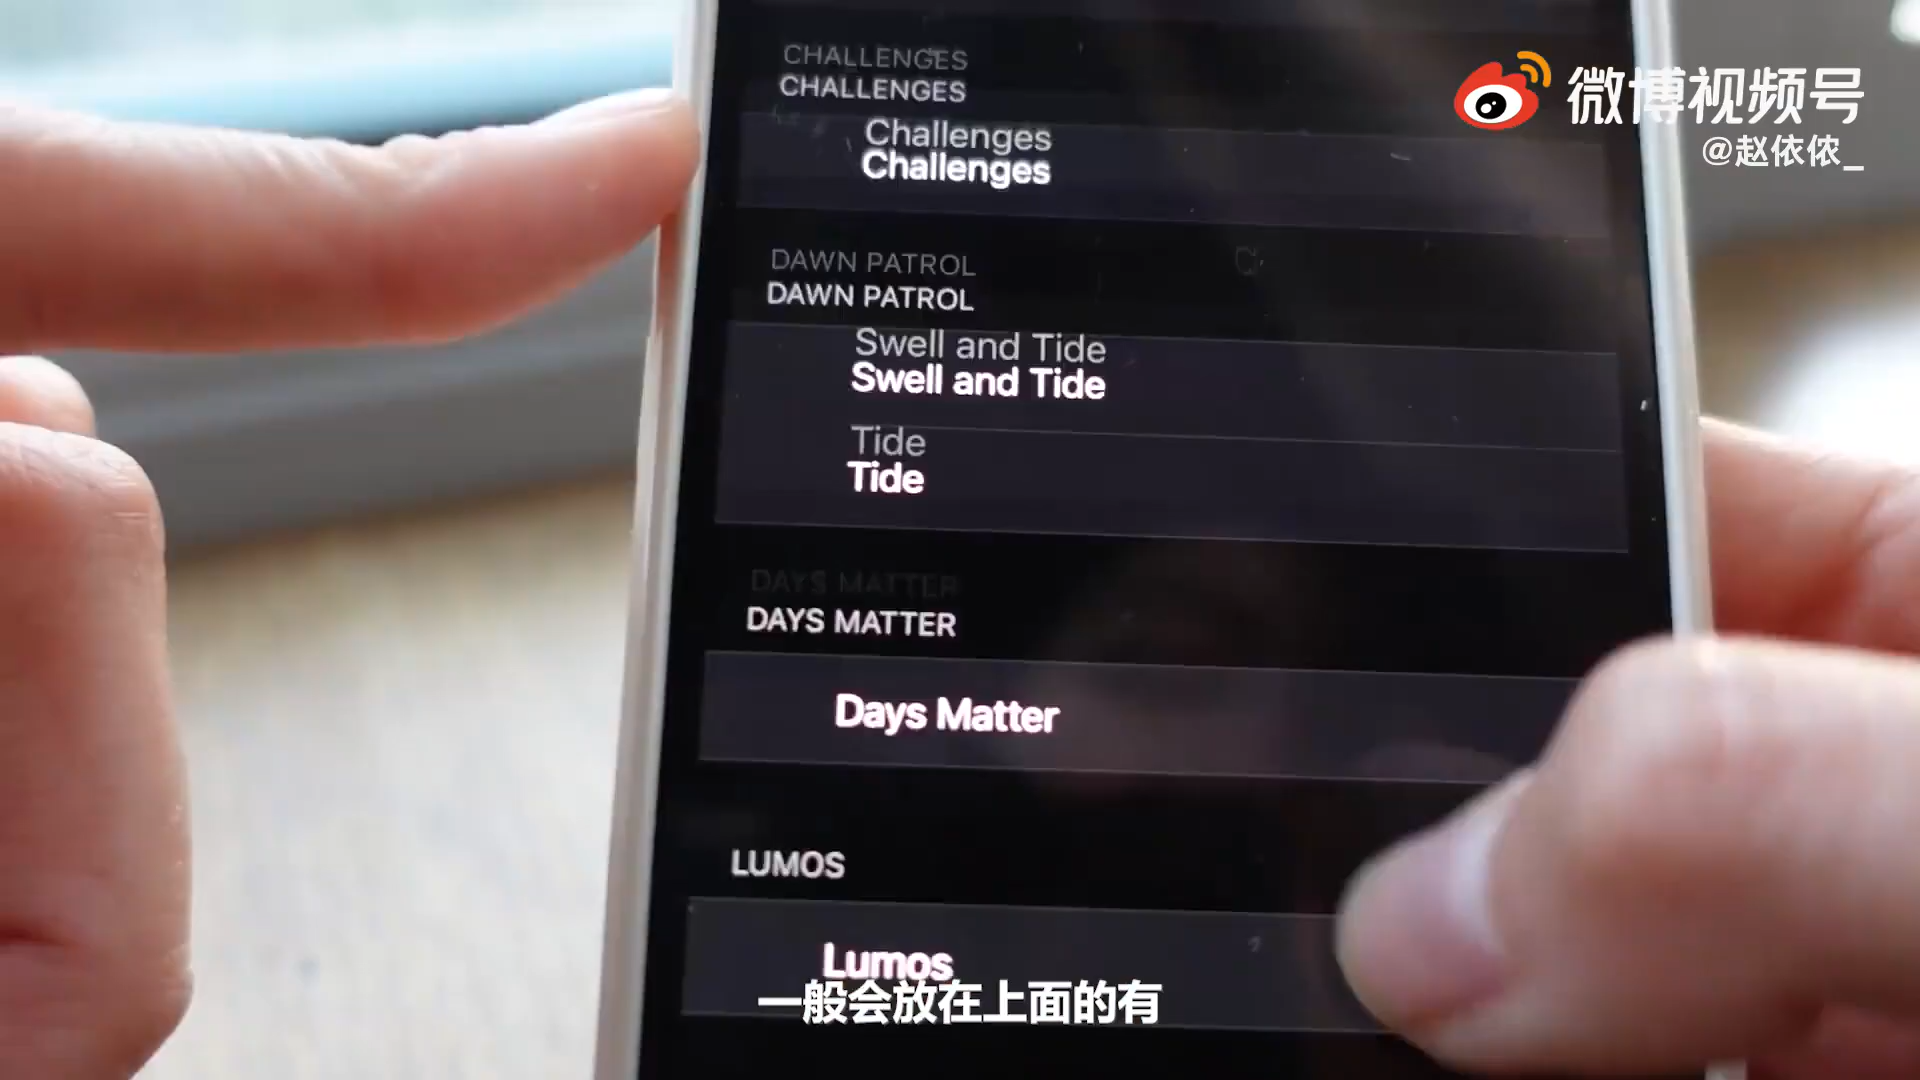 CHALLENGES
CHALLENGES
Challenges
Challenges
DAWN PATROL
DAWN PATROL
Swell and Tide
Swell and Tide
Tide
Tide
DAYS MATTER
DAYS MATTER
Days Matter
LUMOS
Lumos
微博视频号
@赵依侬_
一般会放在上面的有